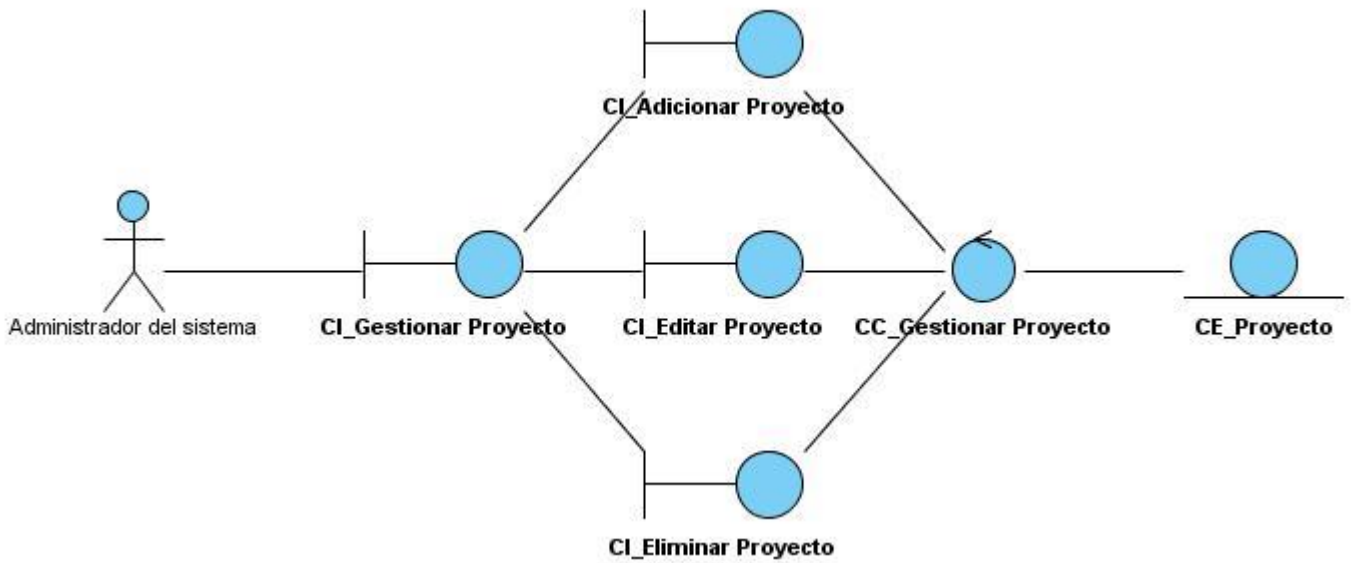 CI_Adicionar Proyecto
Administrador del sistema
CI_Gestionar Proyecto
CI_Editar Proyecto
CC_Gestionar Proyecto
CE_Proyecto
CI_Eliminar Proyecto